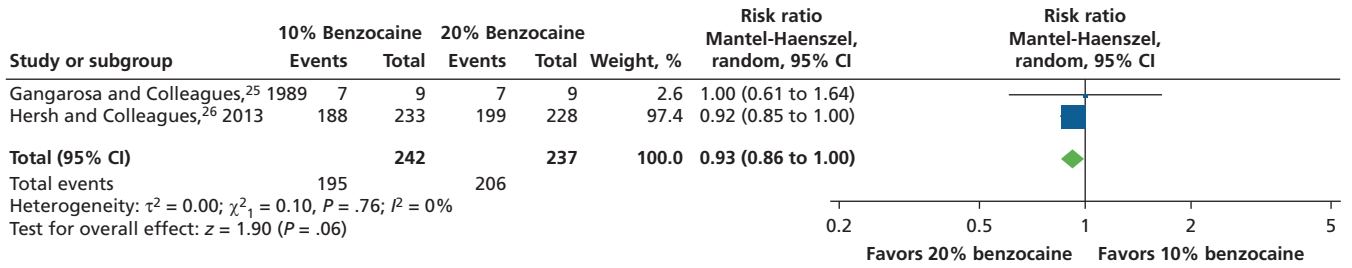 10% Benzocaine 20% Benzocaine Risk ratio Mantel-Haenszel, random, 95% CI Risk ratio Mantel-Haenszel, random, 95% CI
Study or subgroup Events Total Events Total Weight, %
Gangarosa and Colleagues,²⁵ 1989 7 9 7 9 2.6 1.00 (0.61 to 1.64)
Hersh and Colleagues,²⁶ 2013 188 233 199 228 97.4 0.92 (0.85 to 1.00)
Total (95% CI) 242 237 100.0 0.93 (0.86 to 1.00)
Total events 195 206
Heterogeneity: τ² = 0.00; χ²₁ = 0.10, P = .76; I² = 0%
Test for overall effect: z = 1.90 (P = .06)
0.2 0.5 1 2 5
Favors 20% benzocaine Favors 10% benzocaine